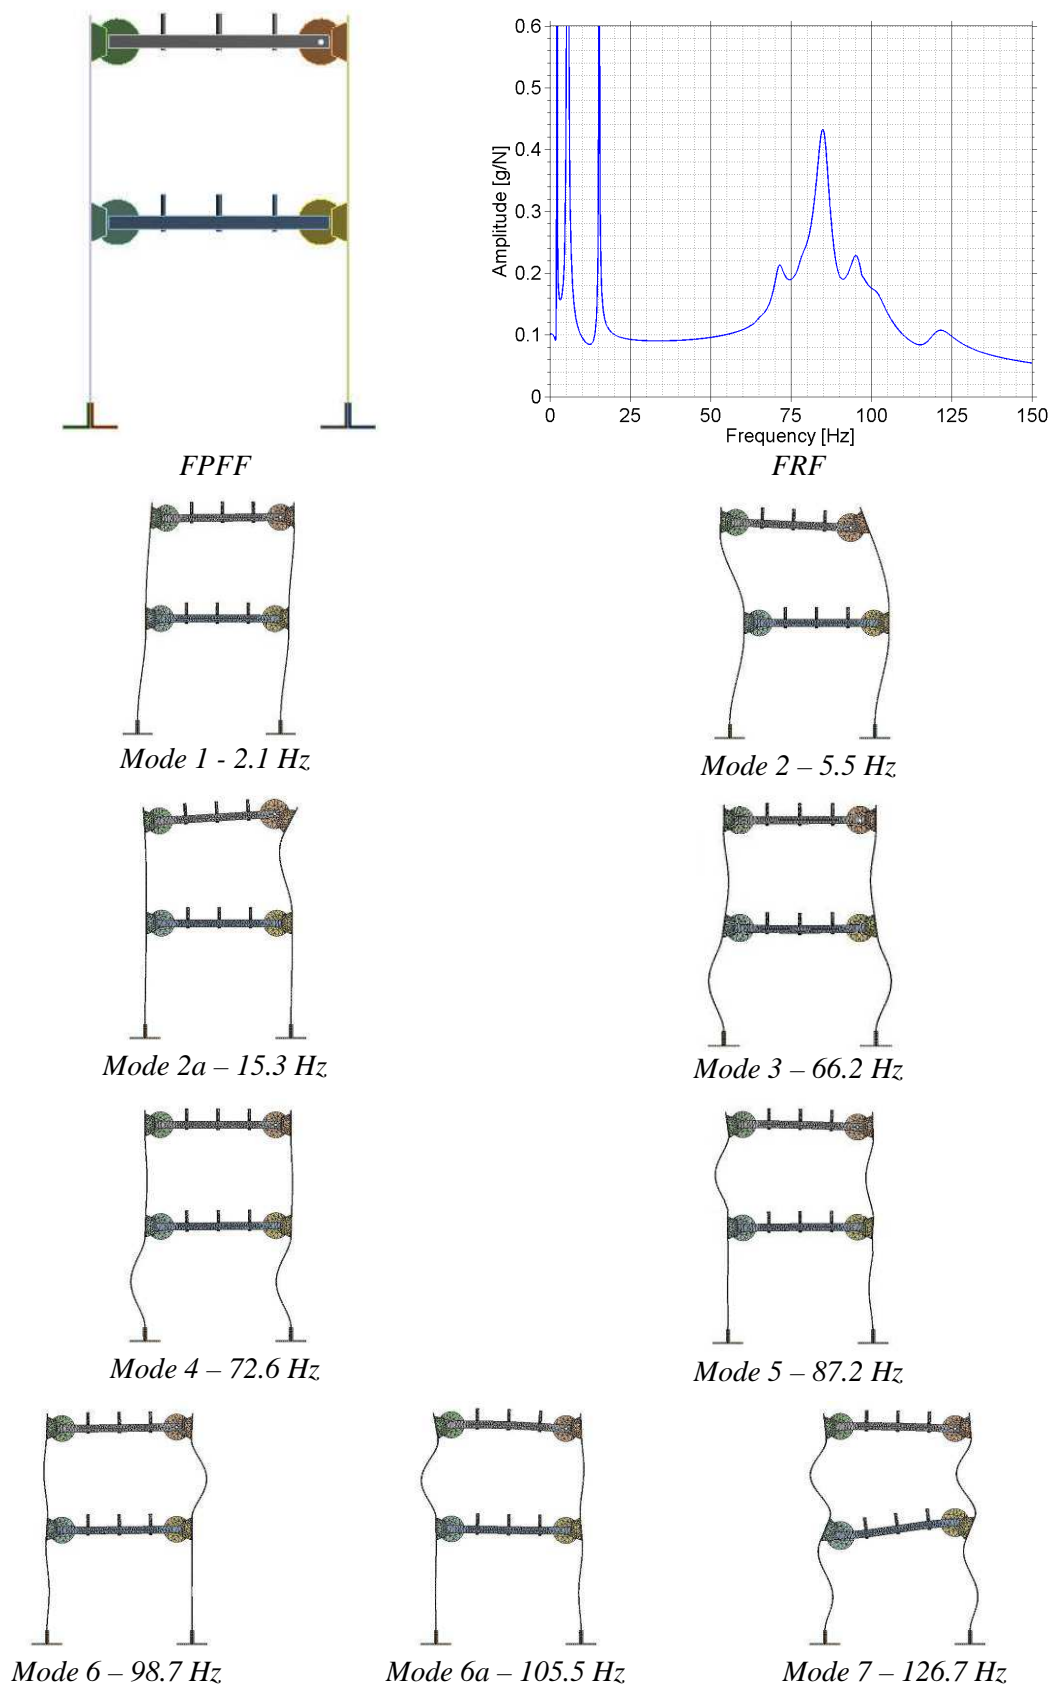 0.6
0.5
0.4
0.3
0.2
0.1
0
Amplitude [g/N]
0 25 50 75 100 125 150
Frequency [Hz]
FPFF FRF
Mode 1 - 2.1 Hz Mode 2 – 5.5 Hz
Mode 2a – 15.3 Hz Mode 3 – 66.2 Hz
Mode 4 – 72.6 Hz Mode 5 – 87.2 Hz
Mode 6 – 98.7 Hz Mode 6a – 105.5 Hz Mode 7 – 126.7 Hz